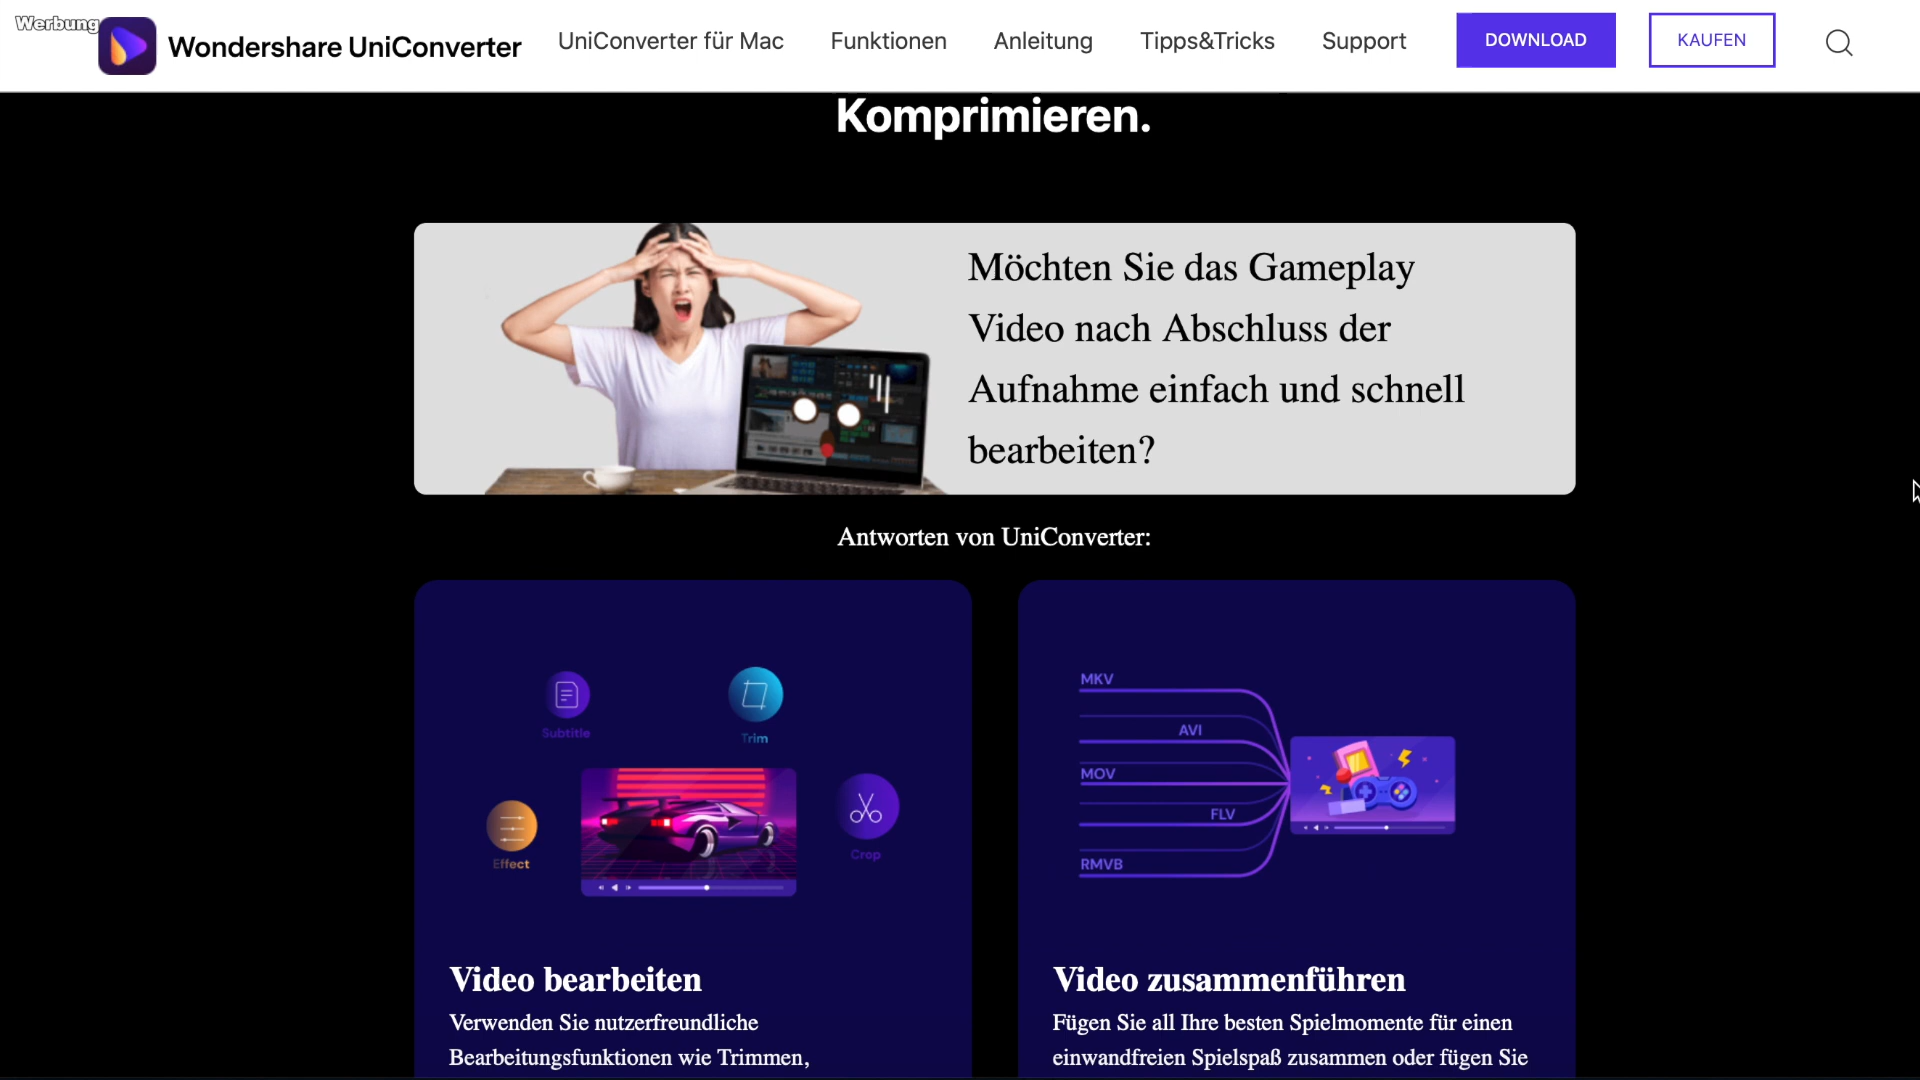 Werbung
Wondershare UniConverter
UniConverter für Mac
Funktionen
Anleitung
Tipps&Tricks
Support
DOWNLOAD
KAUFEN
Komprimieren.
Möchten Sie das Gameplay
Video nach Abschluss der
Aufnahme einfach und schnell
bearbeiten?
Antworten von UniConverter:
Subtitle
Trim
Effect
Crop
MKV
AVI
MOV
FLV
RMVB
Video bearbeiten
Verwenden Sie nutzerfreundliche
Bearbeitungsfunktionen wie Trimmen,
Video zusammenführen
Fügen Sie all Ihre besten Spielmomente für einen
einwandfreien Spielspaß zusammen oder fügen Sie